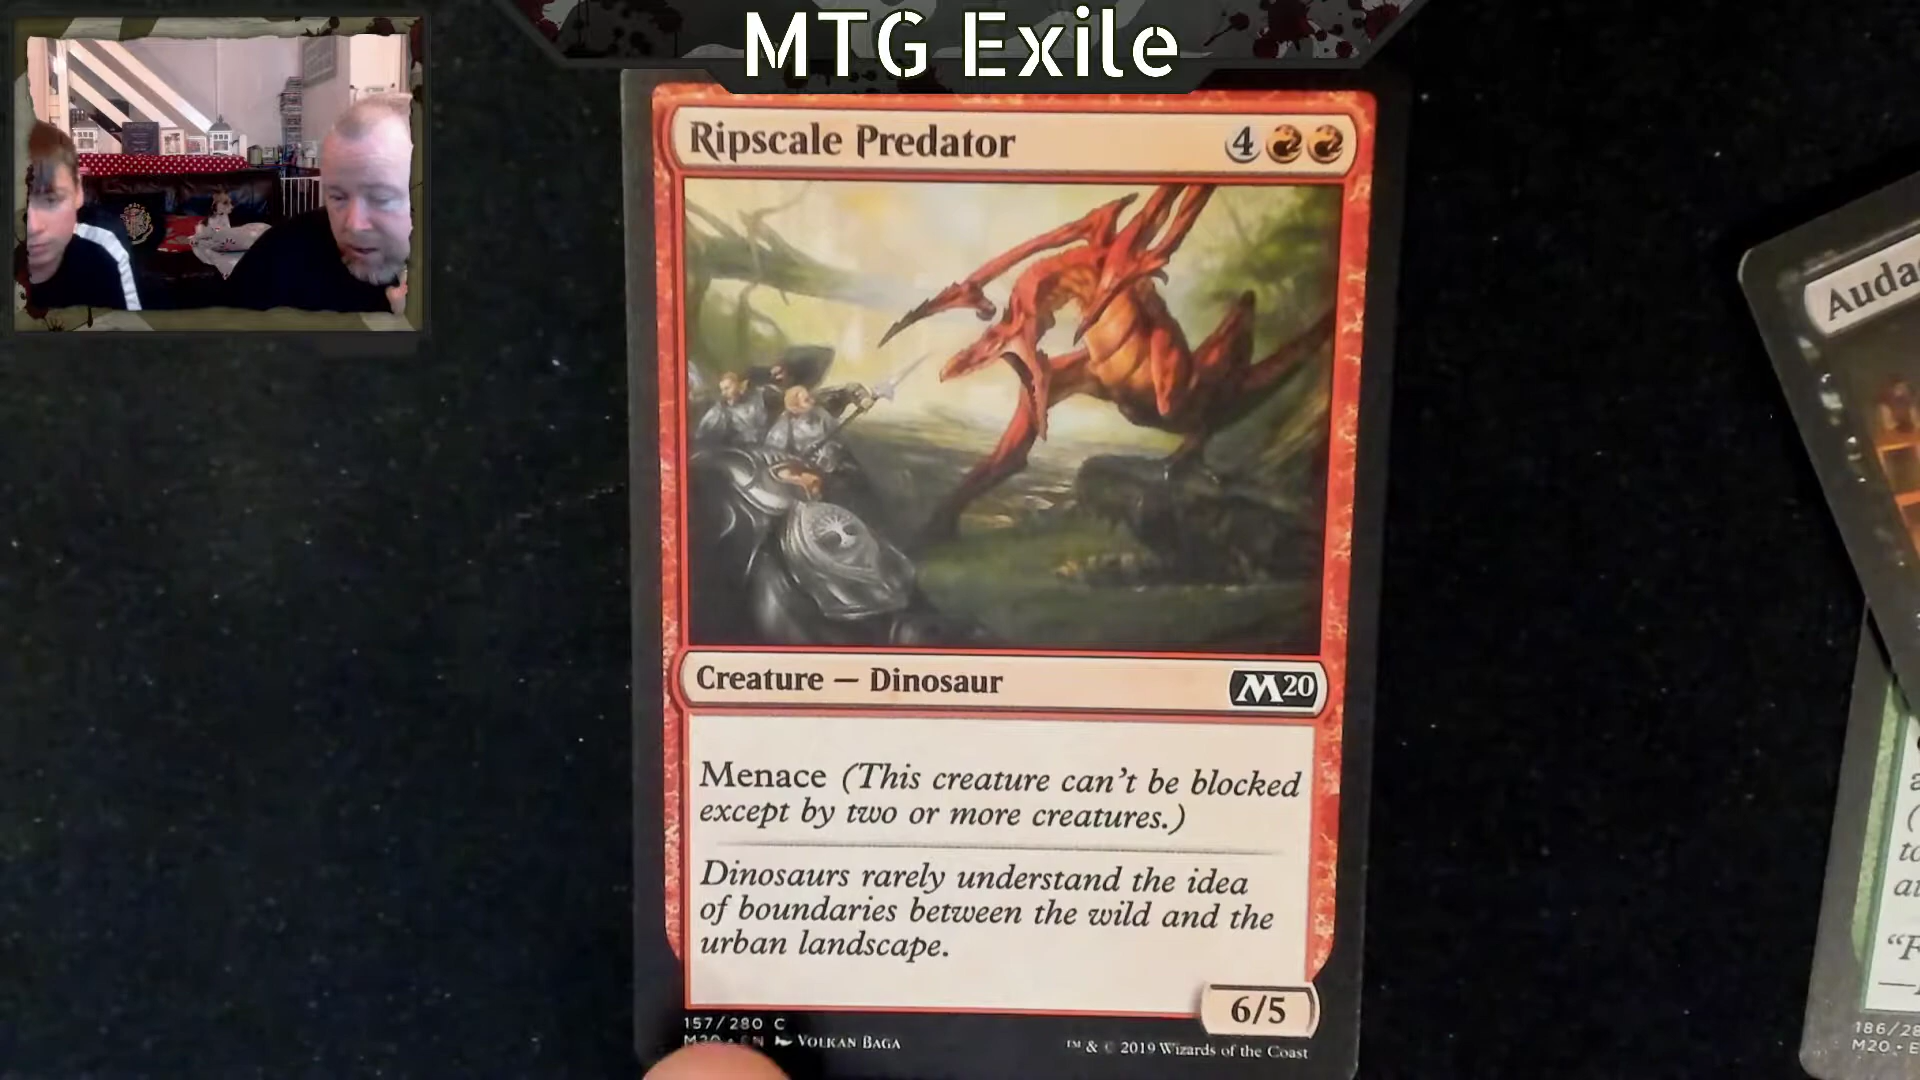 MTG Exile
Ripscale Predator
4
Creature — Dinosaur
M20
Menace (This creature can't be blocked
except by two or more creatures.)
Dinosaurs rarely understand the idea
of boundaries between the wild and the
urban landscape.
6/5
157/280 C
M20 • EN VOLKAN BAGA
™ & © 2019 Wizards of the Coast
Auda
186/28
M20 • E